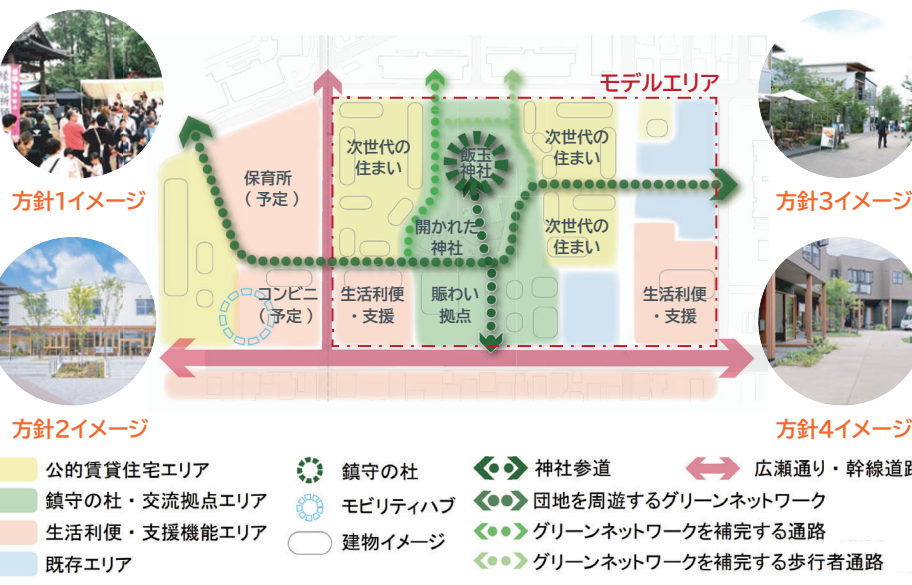 モデルエリア
方針1イメージ
保育所
(予定)
次世代の
住まい
飯玉
神社
次世代の
住まい
方針3イメージ
開かれた
神社
次世代の
住まい
コンビニ
(予定)
生活利便
・支援
賑わい
拠点
生活利便
・支援
方針2イメージ
方針4イメージ
公的賃貸住宅エリア
鎮守の杜・交流拠点エリア
生活利便・支援機能エリア
既存エリア
鎮守の杜
モビリティハブ
建物イメージ
神社参道
広瀬通り・幹線道路
団地を周遊するグリーンネットワーク
グリーンネットワークを補完する通路
グリーンネットワークを補完する歩行者通路